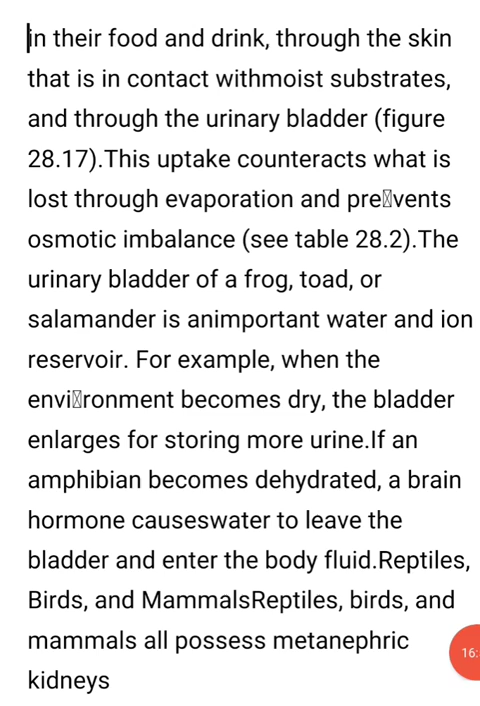 in their food and drink, through the skin
that is in contact withmoist substrates,
and through the urinary bladder (figure
28.17).This uptake counteracts what is
lost through evaporation and pre▯vents
osmotic imbalance (see table 28.2).The
urinary bladder of a frog, toad, or
salamander is animportant water and ion
reservoir. For example, when the
envi▯ronment becomes dry, the bladder
enlarges for storing more urine.If an
amphibian becomes dehydrated, a brain
hormone causeswater to leave the
bladder and enter the body fluid.Reptiles,
Birds, and MammalsReptiles, birds, and
mammals all possess metanephric
16:
kidneys